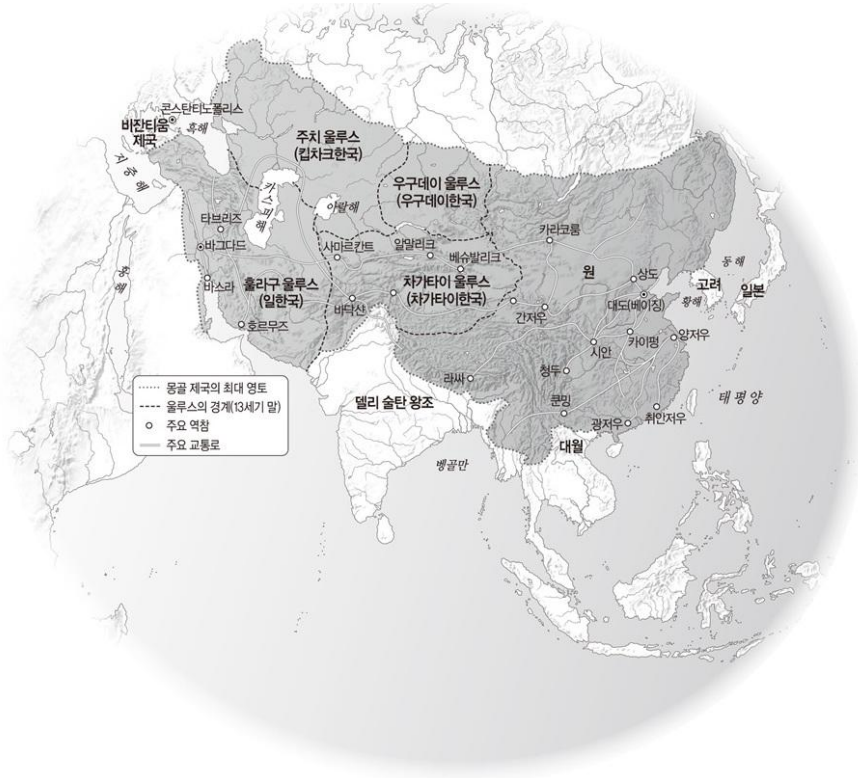 콘스탄티노폴리스
비잔티움
제국
흑해
지중해
주치 울루스
(킵차크한국)
카스피해
아랄해
우구데이 울루스
(우구데이한국)
타브리즈
바그다드
바스라
호르무즈
훌라구 울루스
(일한국)
홍해
사마르칸트
알말리크
베슈발리크
차가타이 울루스
(차가타이한국)
바닥샨
카라코룸
원
상도
대도(베이징)
고려
동해
일본
황해
간저우
시안
카이펑
양저우
라싸
청두
쿤밍
광저우
취안저우
태평양
델리 술탄 왕조
대월
벵골만
몽골 제국의 최대 영토
울루스의 경계(13세기 말)
주요 역참
주요 교통로